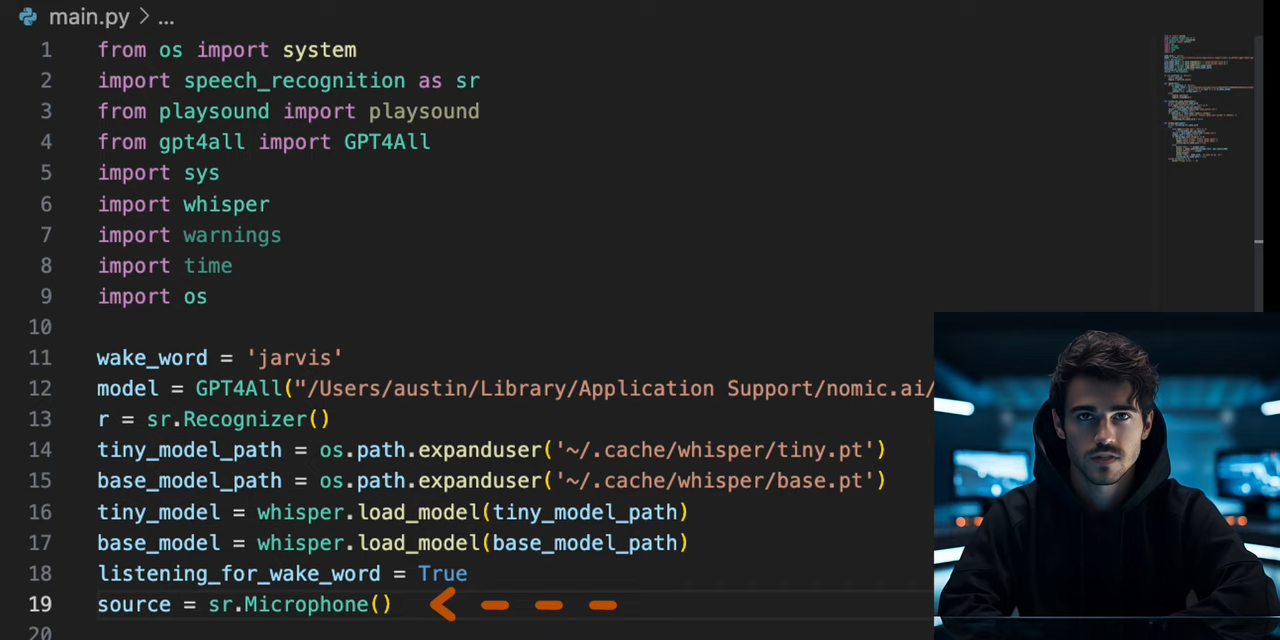 main.py > ...
1 from os import system
2 import speech_recognition as sr
3 from playsound import playsound
4 from gpt4all import GPT4All
5 import sys
6 import whisper
7 import warnings
8 import time
9 import os
10
11 wake_word = 'jarvis'
12 model = GPT4All("/Users/austin/Library/Application Support/nomic.ai/
13 r = sr.Recognizer()
14 tiny_model_path = os.path.expanduser('~/.cache/whisper/tiny.pt')
15 base_model_path = os.path.expanduser('~/.cache/whisper/base.pt')
16 tiny_model = whisper.load_model(tiny_model_path)
17 base_model = whisper.load_model(base_model_path)
18 listening_for_wake_word = True
19 source = sr.Microphone()
20